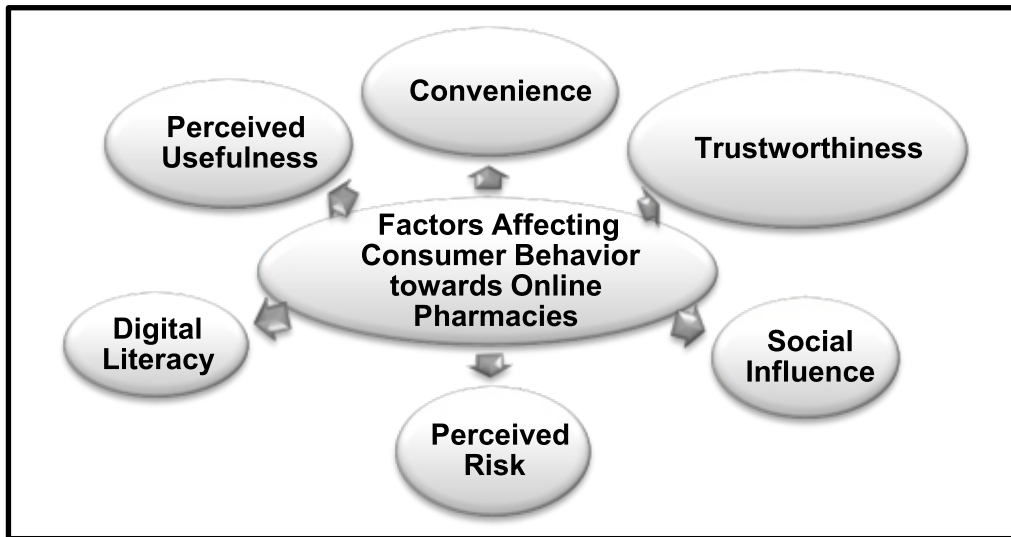 Convenience
Perceived
Usefulness
Trustworthiness
Factors Affecting
Consumer Behavior
towards Online
Pharmacies
Digital
Literacy
Social
Influence
Perceived
Risk